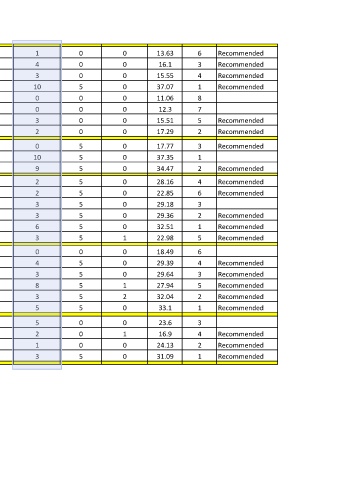 1 0 0 13.63 6 Recommended
4 0 0 16.1 3 Recommended
3 0 0 15.55 4 Recommended
10 5 0 37.07 1 Recommended
0 0 0 11.06 8
0 0 0 12.3 7
3 0 0 15.51 5 Recommended
2 0 0 17.29 2 Recommended
0 5 0 17.77 3 Recommended
10 5 0 37.35 1
9 5 0 34.47 2 Recommended
2 5 0 28.16 4 Recommended
2 5 0 22.85 6 Recommended
3 5 0 29.18 3
3 5 0 29.36 2 Recommended
6 5 0 32.51 1 Recommended
3 5 1 22.98 5 Recommended
0 0 0 18.49 6
4 5 0 29.39 4 Recommended
3 5 0 29.64 3 Recommended
8 5 1 27.94 5 Recommended
3 5 2 32.04 2 Recommended
5 5 0 33.1 1 Recommended
5 0 0 23.6 3
2 0 1 16.9 4 Recommended
1 0 0 24.13 2 Recommended
3 5 0 31.09 1 Recommended